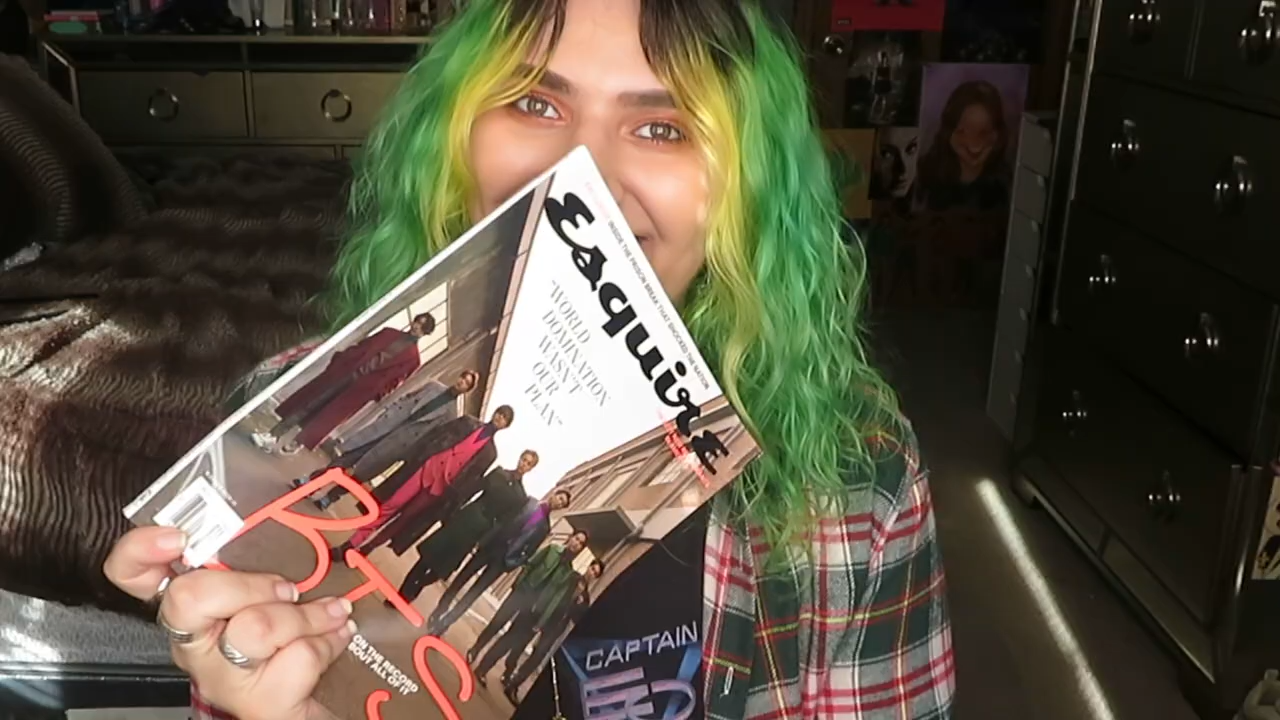 INSIDE THE PRISON BREAK THAT SHOCKED THE NATION
Esquire
"WORLD
DOMINATION
WASN'T
OUR
PLAN"
BTS
ON THE RECORD
BOUT ALL OF IT
CAPTAIN